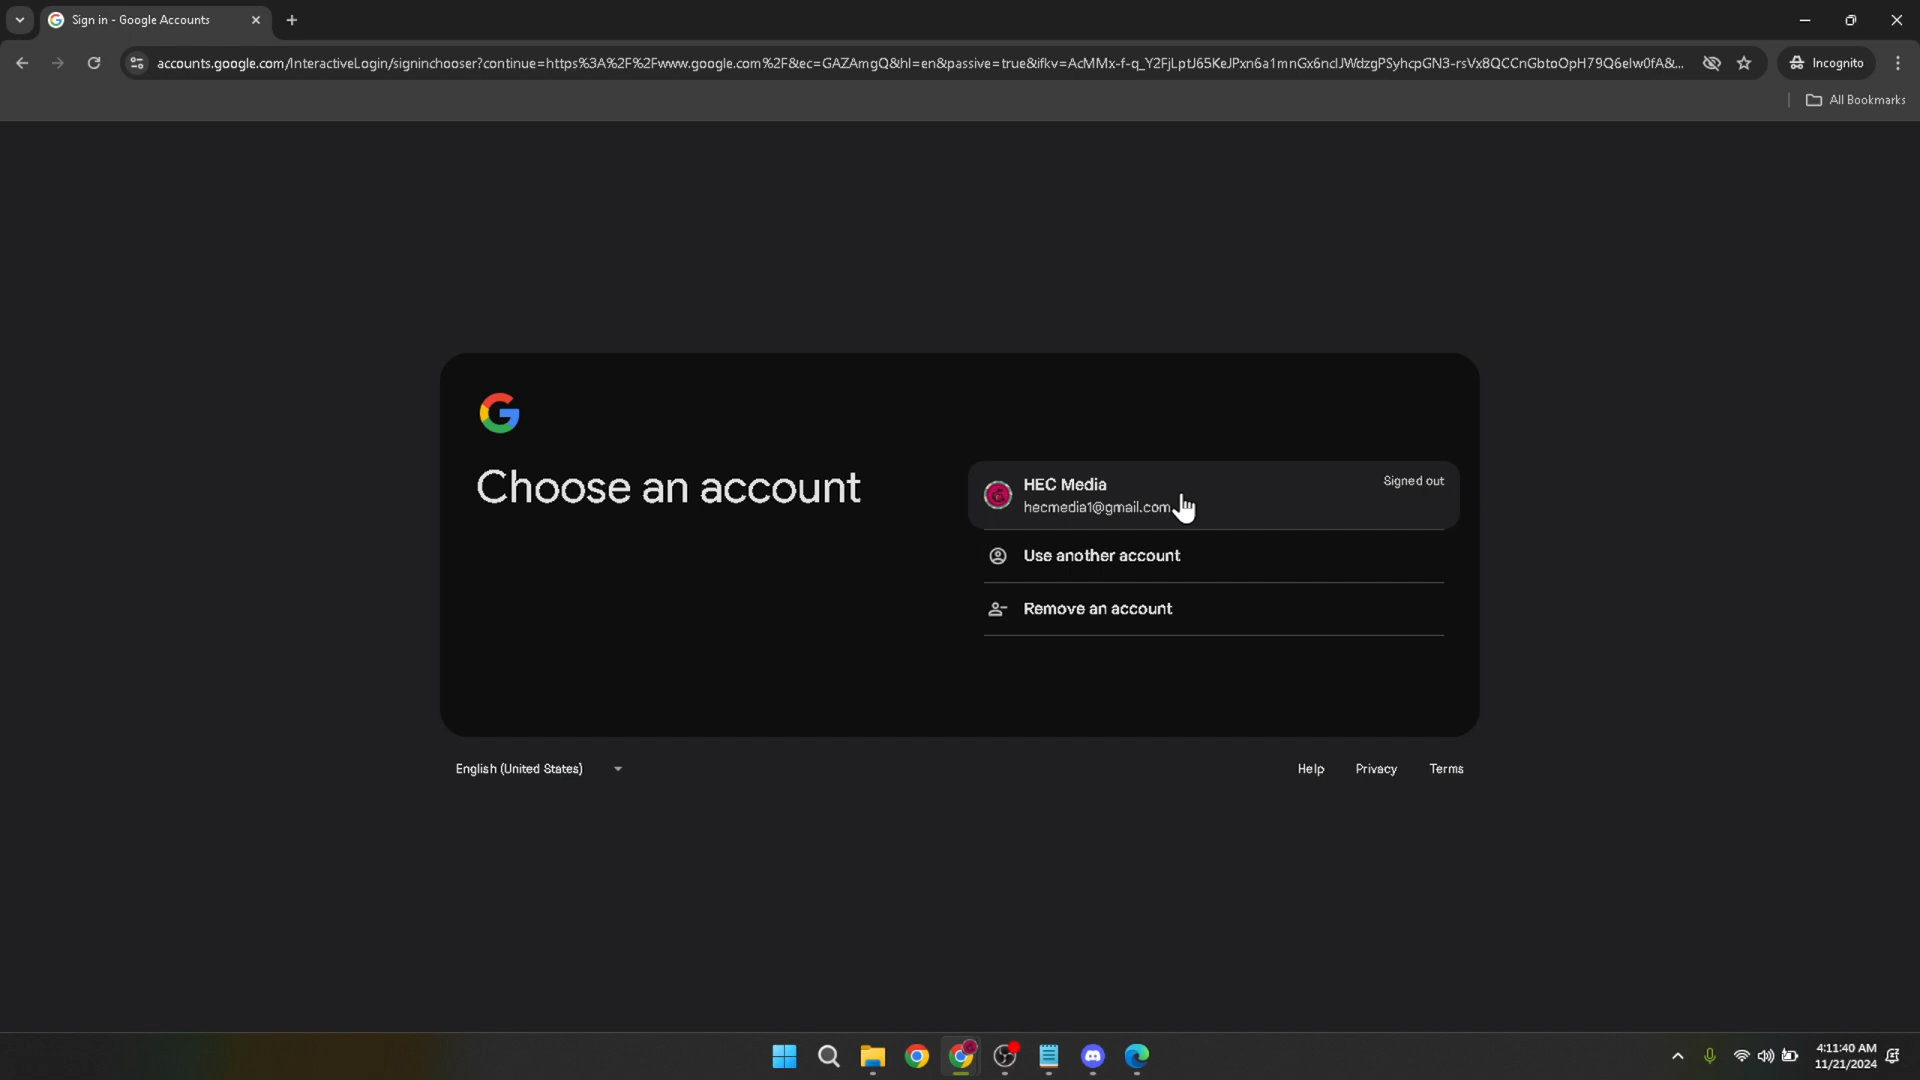 Sign in - Google Accounts
accounts.google.com/InteractiveLogin/signinchooser?continue=https%3A%2F%2Fwww.google.com%2F&ec=GAZAmgQ&hl=en&passive=true&ifkv=AcMMx-f-q_Y2FjLptJ65KeJPxn6a1mnGx6nclJWdzgPSyhcpGN3-rsVx8QCCnGbtoOpH79Q6elw0fA&...
Incognito
All Bookmarks
Choose an account
HEC Media
Signed out
hecmedia1@gmail.com
Use another account
Remove an account
English (United States)
Help
Privacy
Terms
4:11:40 AM
11/21/2024